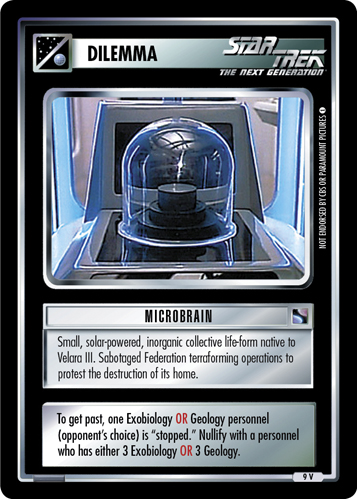 DILEMMA
STAR TREK
THE NEXT GENERATION
NOT ENDORSED BY CBS OR PARAMOUNT PICTURES
MICROBRAIN
Small, solar-powered, inorganic collective life-form native to
Velara III. Sabotaged Federation terraforming operations to
protest the destruction of its home.
To get past, one Exobiology OR Geology personnel
(opponent's choice) is "stopped." Nullify with a personnel
who has either 3 Exobiology OR 3 Geology.
9 V